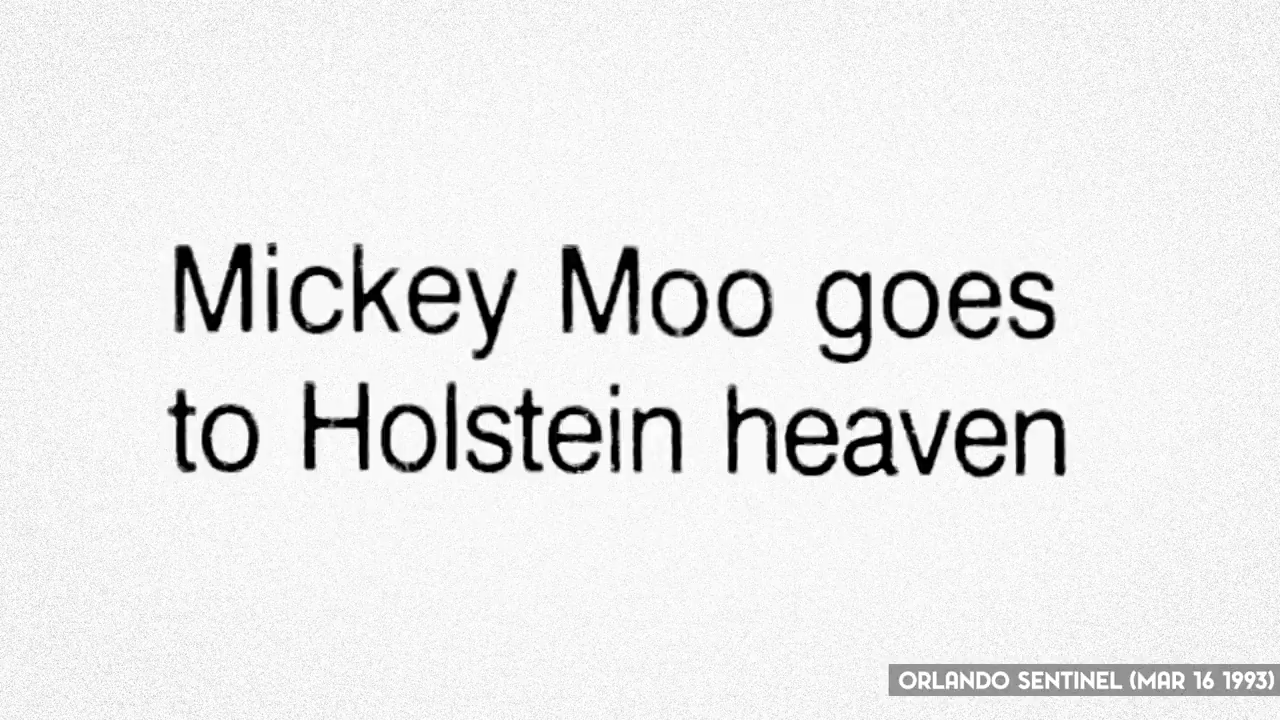 Mickey Moo goes
to Holstein heaven
ORLANDO SENTINEL (MAR 16 1993)